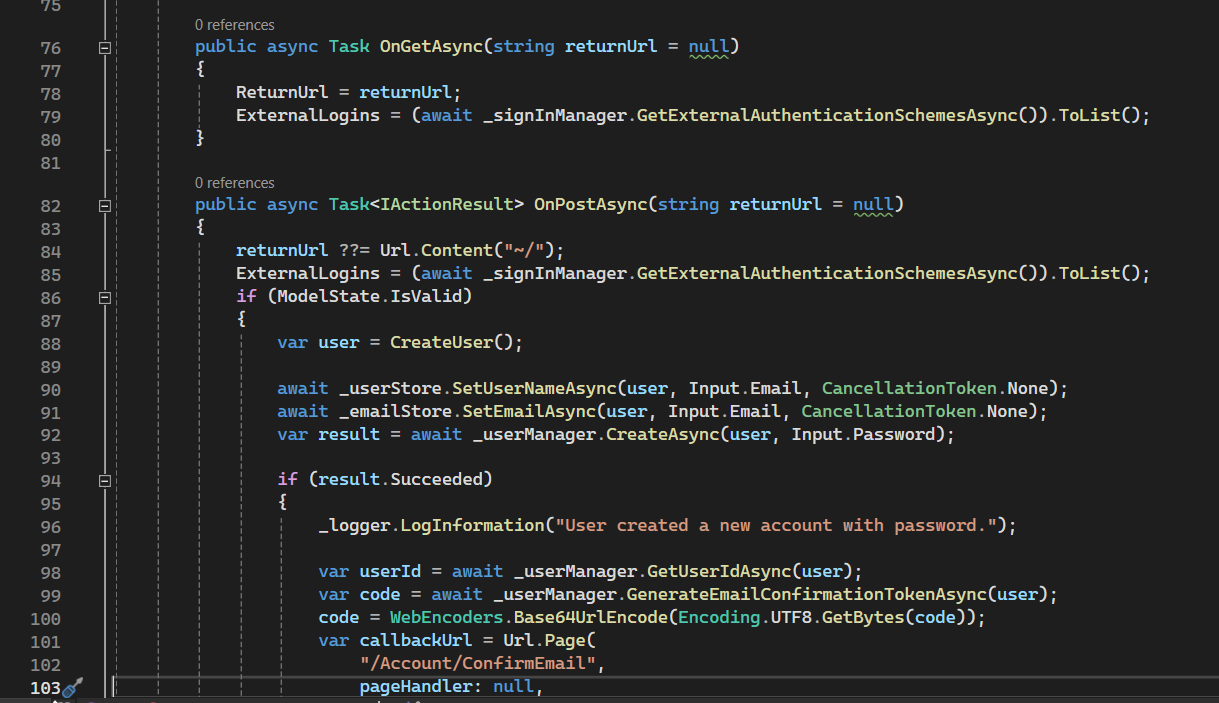 75
0 references
76 public async Task OnGetAsync(string returnUrl = null)
77 {
78 ReturnUrl = returnUrl;
79 ExternalLogins = (await _signInManager.GetExternalAuthenticationSchemesAsync()).ToList();
80 }
81
0 references
82 public async Task<IActionResult> OnPostAsync(string returnUrl = null)
83 {
84 returnUrl ??= Url.Content("~/");
85 ExternalLogins = (await _signInManager.GetExternalAuthenticationSchemesAsync()).ToList();
86 if (ModelState.IsValid)
87 {
88 var user = CreateUser();
89
90 await _userStore.SetUserNameAsync(user, Input.Email, CancellationToken.None);
91 await _emailStore.SetEmailAsync(user, Input.Email, CancellationToken.None);
92 var result = await _userManager.CreateAsync(user, Input.Password);
93
94 if (result.Succeeded)
95 {
96 _logger.LogInformation("User created a new account with password.");
97
98 var userId = await _userManager.GetUserIdAsync(user);
99 var code = await _userManager.GenerateEmailConfirmationTokenAsync(user);
100 code = WebEncoders.Base64UrlEncode(Encoding.UTF8.GetBytes(code));
101 var callbackUrl = Url.Page(
102 "/Account/ConfirmEmail",
103 pageHandler: null,